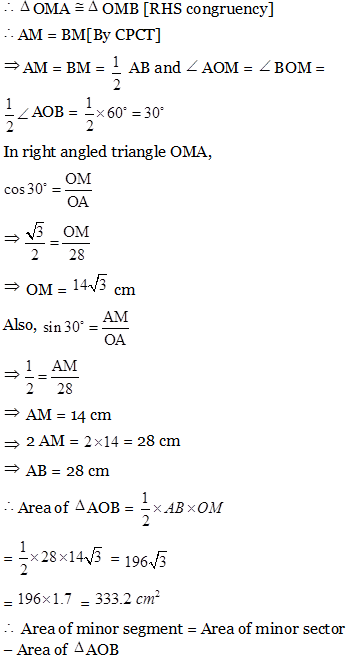 ∴ ΔOMA ≅ ΔOMB [RHS congruency]
∴ AM = BM[By CPCT]
⇒ AM = BM = 1/2 AB and ∠AOM = ∠BOM =
1/2 ∠AOB = 1/2 × 60° = 30°
In right angled triangle OMA,
cos 30° = OM/OA
⇒ √3/2 = OM/28
⇒ OM = 14√3 cm
Also, sin 30° = AM/OA
⇒ 1/2 = AM/28
⇒ AM = 14 cm
⇒ 2 AM = 2×14 = 28 cm
⇒ AB = 28 cm
∴ Area of ΔAOB = 1/2 × AB × OM
= 1/2 × 28 × 14√3 = 196√3
= 196×1.7 = 333.2 cm²
∴ Area of minor segment = Area of minor sector
– Area of ΔAOB